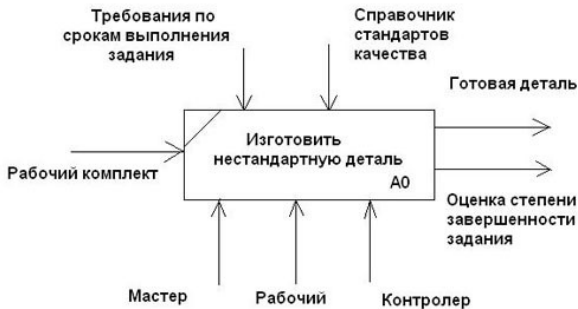 Требования по
срокам выполнения
задания
Справочник
стандартов
качества
Готовая деталь
Изготовить
нестандартную деталь
A0
Рабочий комплект
Оценка степени
завершенности
задания
Мастер
Рабочий
Контролер